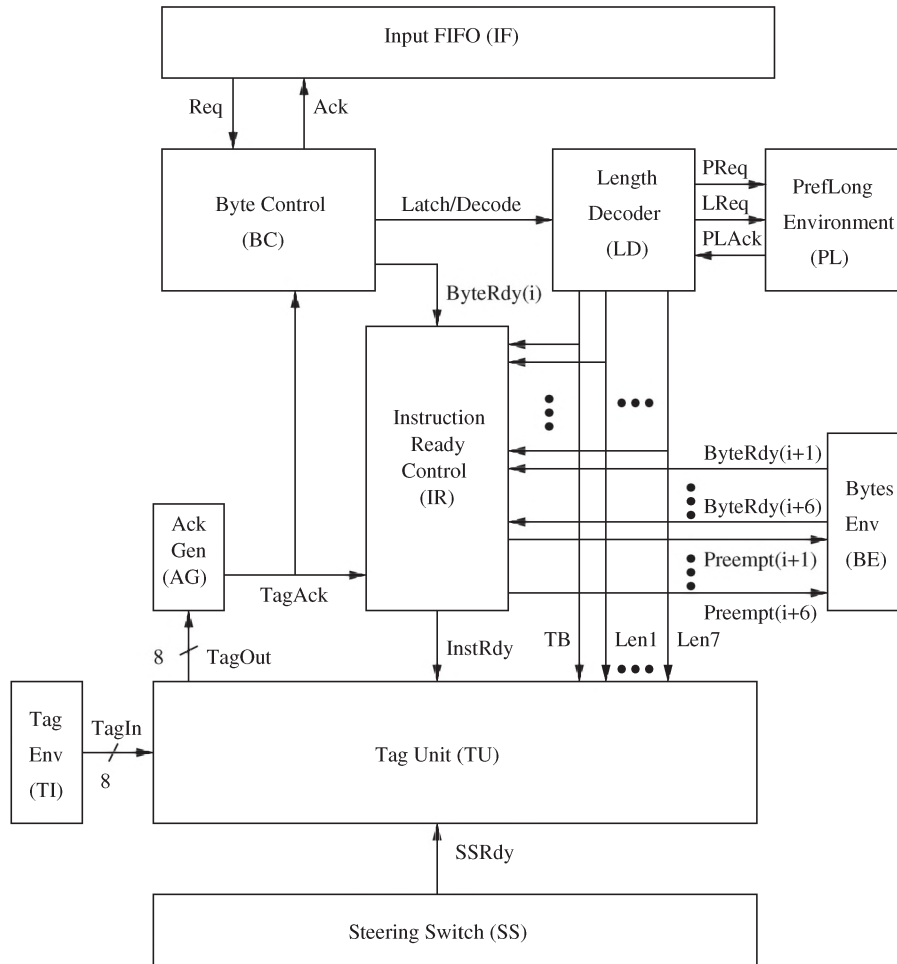 Input FIFO (IF)
Req
Ack
Byte Control
(BC)
Latch/Decode
Length
Decoder
(LD)
PReq
LReq
PLAck
PrefLong
Environment
(PL)
ByteRdy(i)
Instruction
Ready
Control
(IR)
ByteRdy(i+1)
ByteRdy(i+6)
Preempt(i+1)
Preempt(i+6)
Bytes
Env
(BE)
Ack
Gen
(AG)
TagAck
8
TagOut
InstRdy
TB
Len1
Len7
Tag
Env
(TI)
TagIn
8
Tag Unit (TU)
SSRdy
Steering Switch (SS)